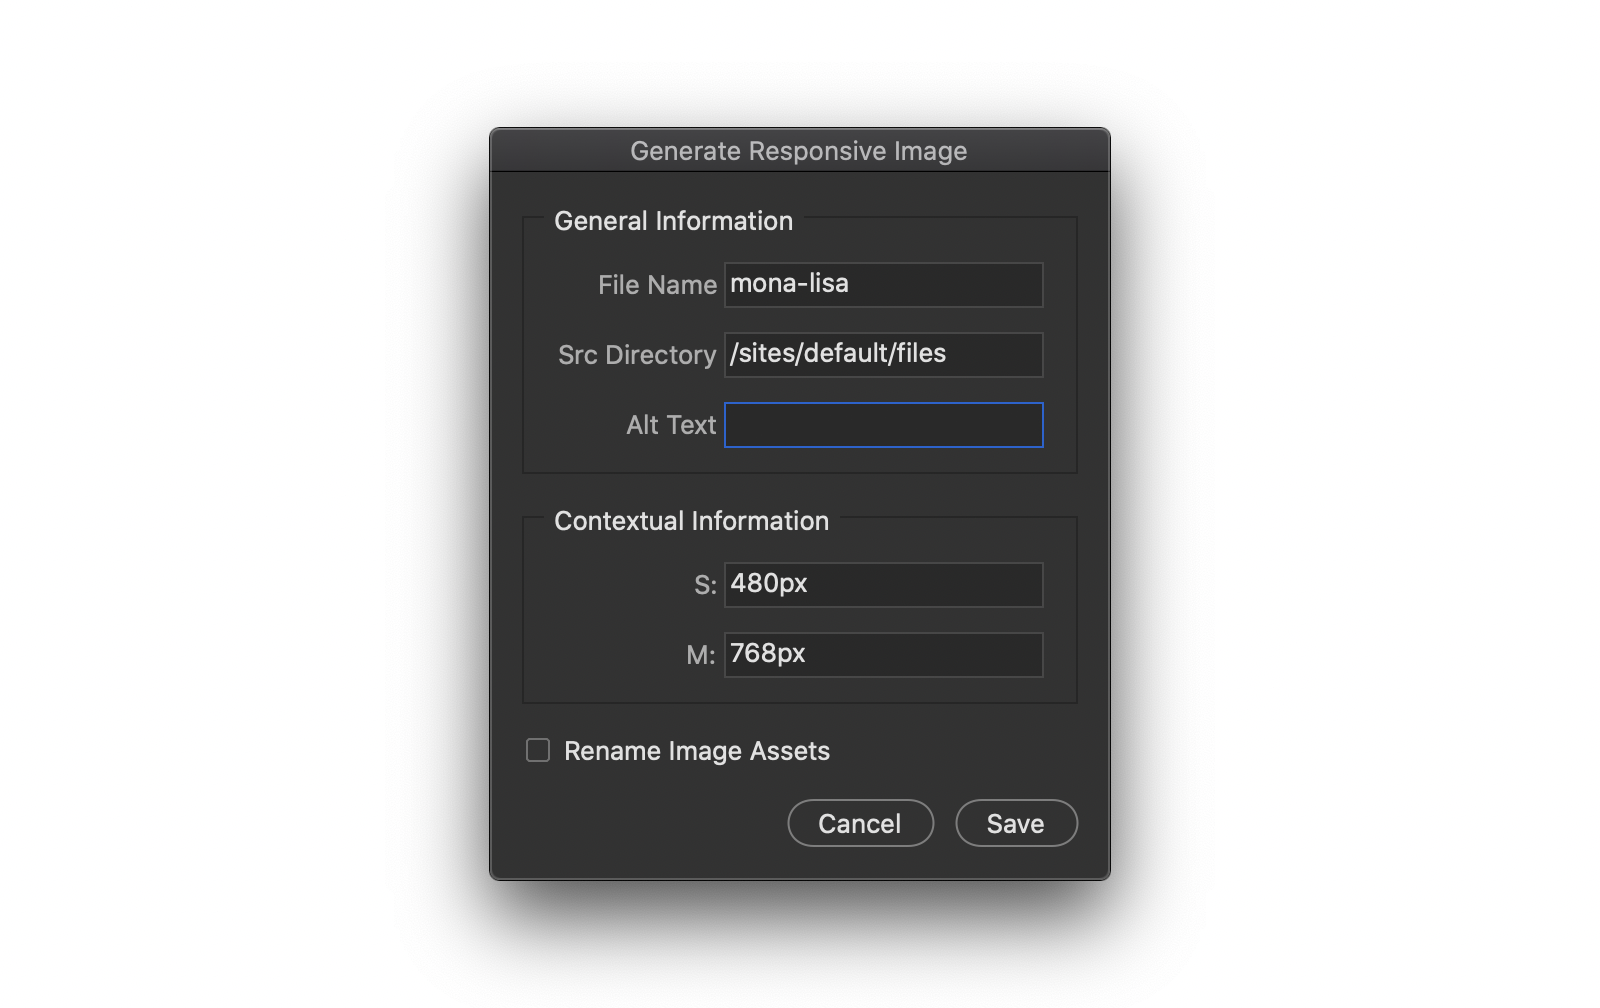 Generate Responsive Image
General Information
File Name mona-lisa
Src Directory /sites/default/files
Alt Text
Contextual Information
S: 480px
M: 768px
Rename Image Assets
Cancel Save